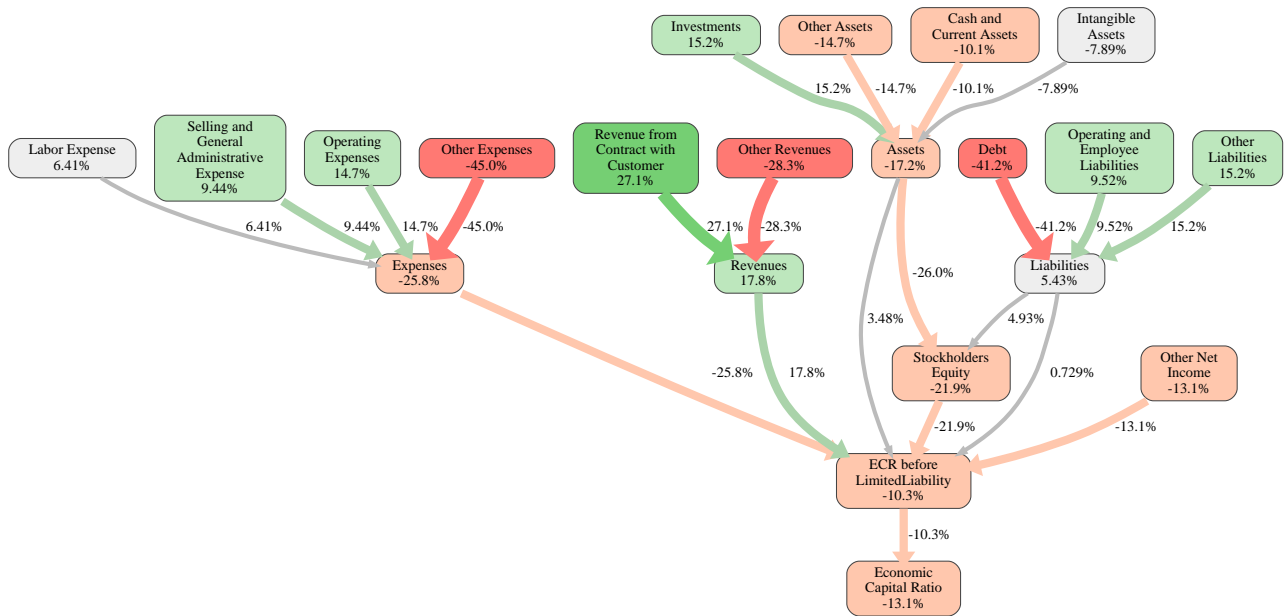 Investments
15.2%
Other Assets
-14.7%
Cash and
Current Assets
-10.1%
Intangible
Assets
-7.89%
15.2%
-14.7%
-10.1%
-7.89%
Labor Expense
6.41%
Selling and
General
Administrative
Expense
9.44%
Operating
Expenses
14.7%
Other Expenses
-45.0%
Revenue from
Contract with
Customer
27.1%
Other Revenues
-28.3%
Assets
-17.2%
Debt
-41.2%
Operating and
Employee
Liabilities
9.52%
Other
Liabilities
15.2%
6.41%
9.44%
14.7%
-45.0%
27.1%
-28.3%
-41.2%
9.52%
15.2%
Expenses
-25.8%
Revenues
17.8%
-26.0%
Liabilities
5.43%
3.48%
4.93%
-25.8%
17.8%
Stockholders
Equity
-21.9%
0.729%
Other Net
Income
-13.1%
-21.9%
-13.1%
ECR before
LimitedLiability
-10.3%
-10.3%
Economic
Capital Ratio
-13.1%